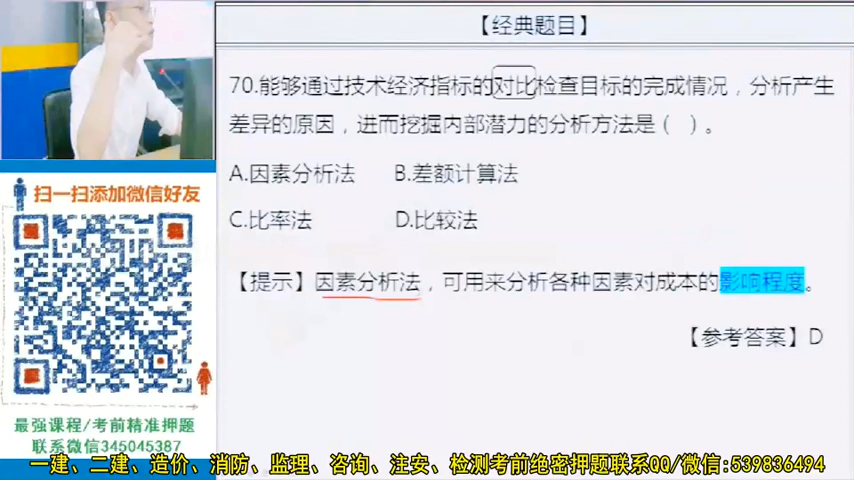 【经典题目】
70.能够通过技术经济指标的对比检查目标的完成情况，分析产生
差异的原因，进而挖掘内部潜力的分析方法是（ ）。
A.因素分析法 B.差额计算法
C.比率法 D.比较法
【提示】因素分析法，可用来分析各种因素对成本的影响程度。
【参考答案】D
扫一扫添加微信好友
最强课程/考前精准押题
联系微信345045387
一建、二建、造价、消防、监理、咨询、注安、检测考前绝密押题联系QQ/微信:539836494